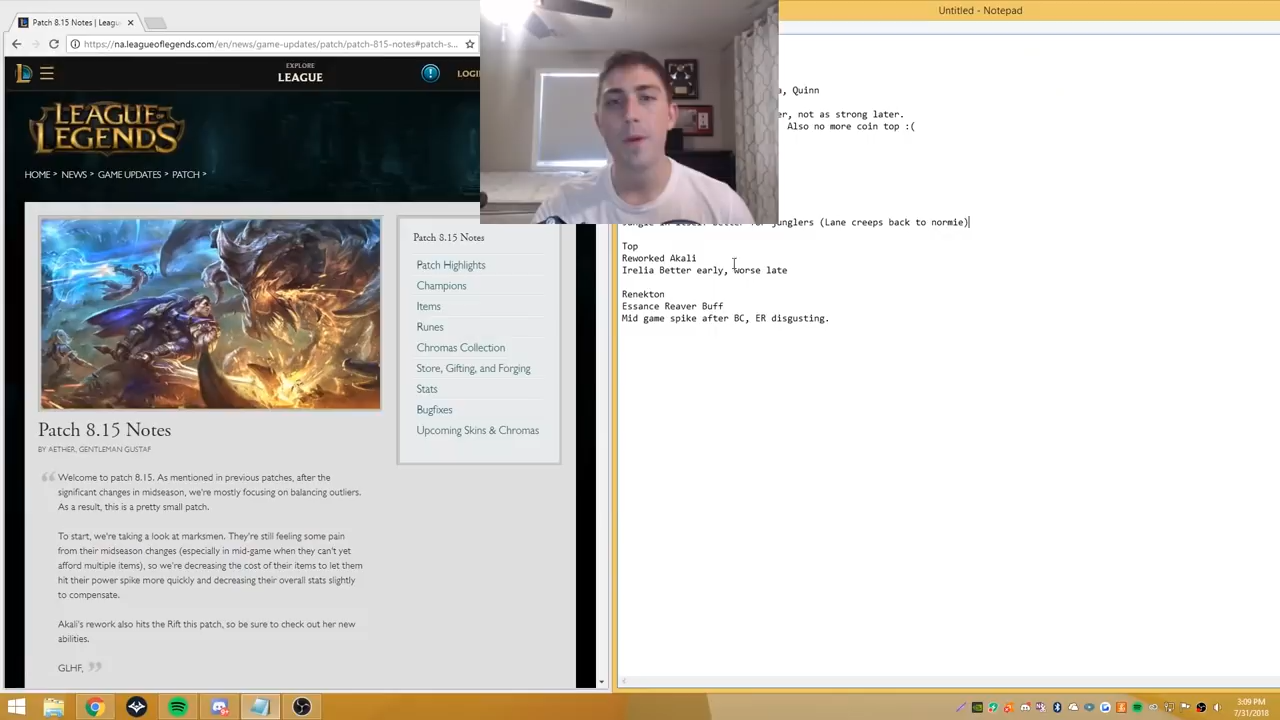 Patch 8.15 Notes | Leag
https://na.leagueoflegends.com/en/news/game-updates/patch/patch-815-notes#patch-s...
EXPLORE
LEAGUE
LOGI
LEAGUE OF LEGENDS
HOME > NEWS > GAME UPDATES > PATCH >
Patch 8.15 Notes
BY AETHER, GENTLEMAN GUSTAF
Welcome to patch 8.15. As mentioned in previous patches, after the
significant changes in midseason, we're mostly focusing on balancing outliers.
As a result, this is a pretty small patch.
To start, we're taking a look at marksmen. They're still feeling some pain
from their midseason changes (especially in mid-game when they can't yet
afford multiple items), so we're decreasing the cost of their items to let them
hit their power spike more quickly and decreasing their overall stats slightly
to compensate.
Akali's rework also hits the Rift this patch, so be sure to check out her new
abilities.
GLHF,
Patch 8.15 Notes
Patch Highlights
Champions
Items
Runes
Chromas Collection
Store, Gifting, and Forging
Stats
Bugfixes
Upcoming Skins & Chromas
Untitled - Notepad
, Quinn
er, not as strong later.
Also no more coin top :(
junglers (Lane creeps back to normie)
Top
Reworked Akali
Irelia Better early, worse late
Renekton
Essance Reaver Buff
Mid game spike after BC, ER disgusting.
3:09 PM
7/31/2018